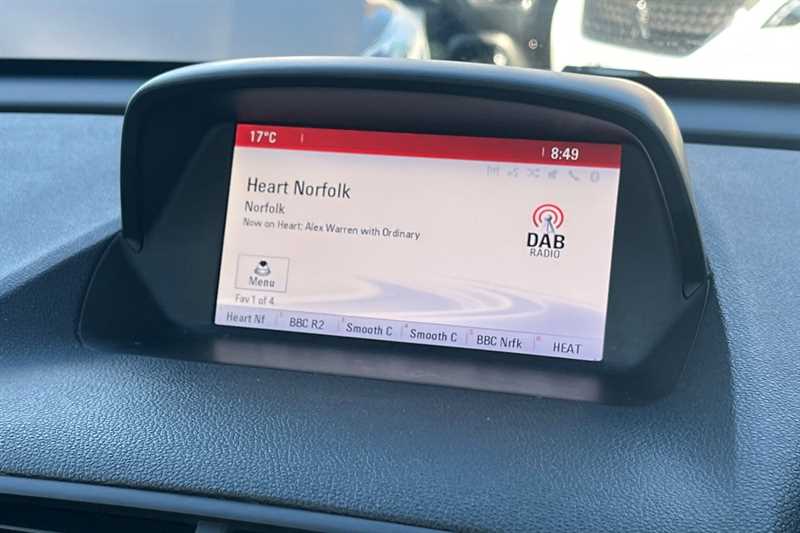 17°C
8:49
Heart Norfolk
Norfolk
Now on Heart: Alex Warren with Ordinary
DAB
RADIO
Menu
Fav 1 of 4
Heart Nf
BBC R2
Smooth C
Smooth C
BBC Nrfk
HEAT